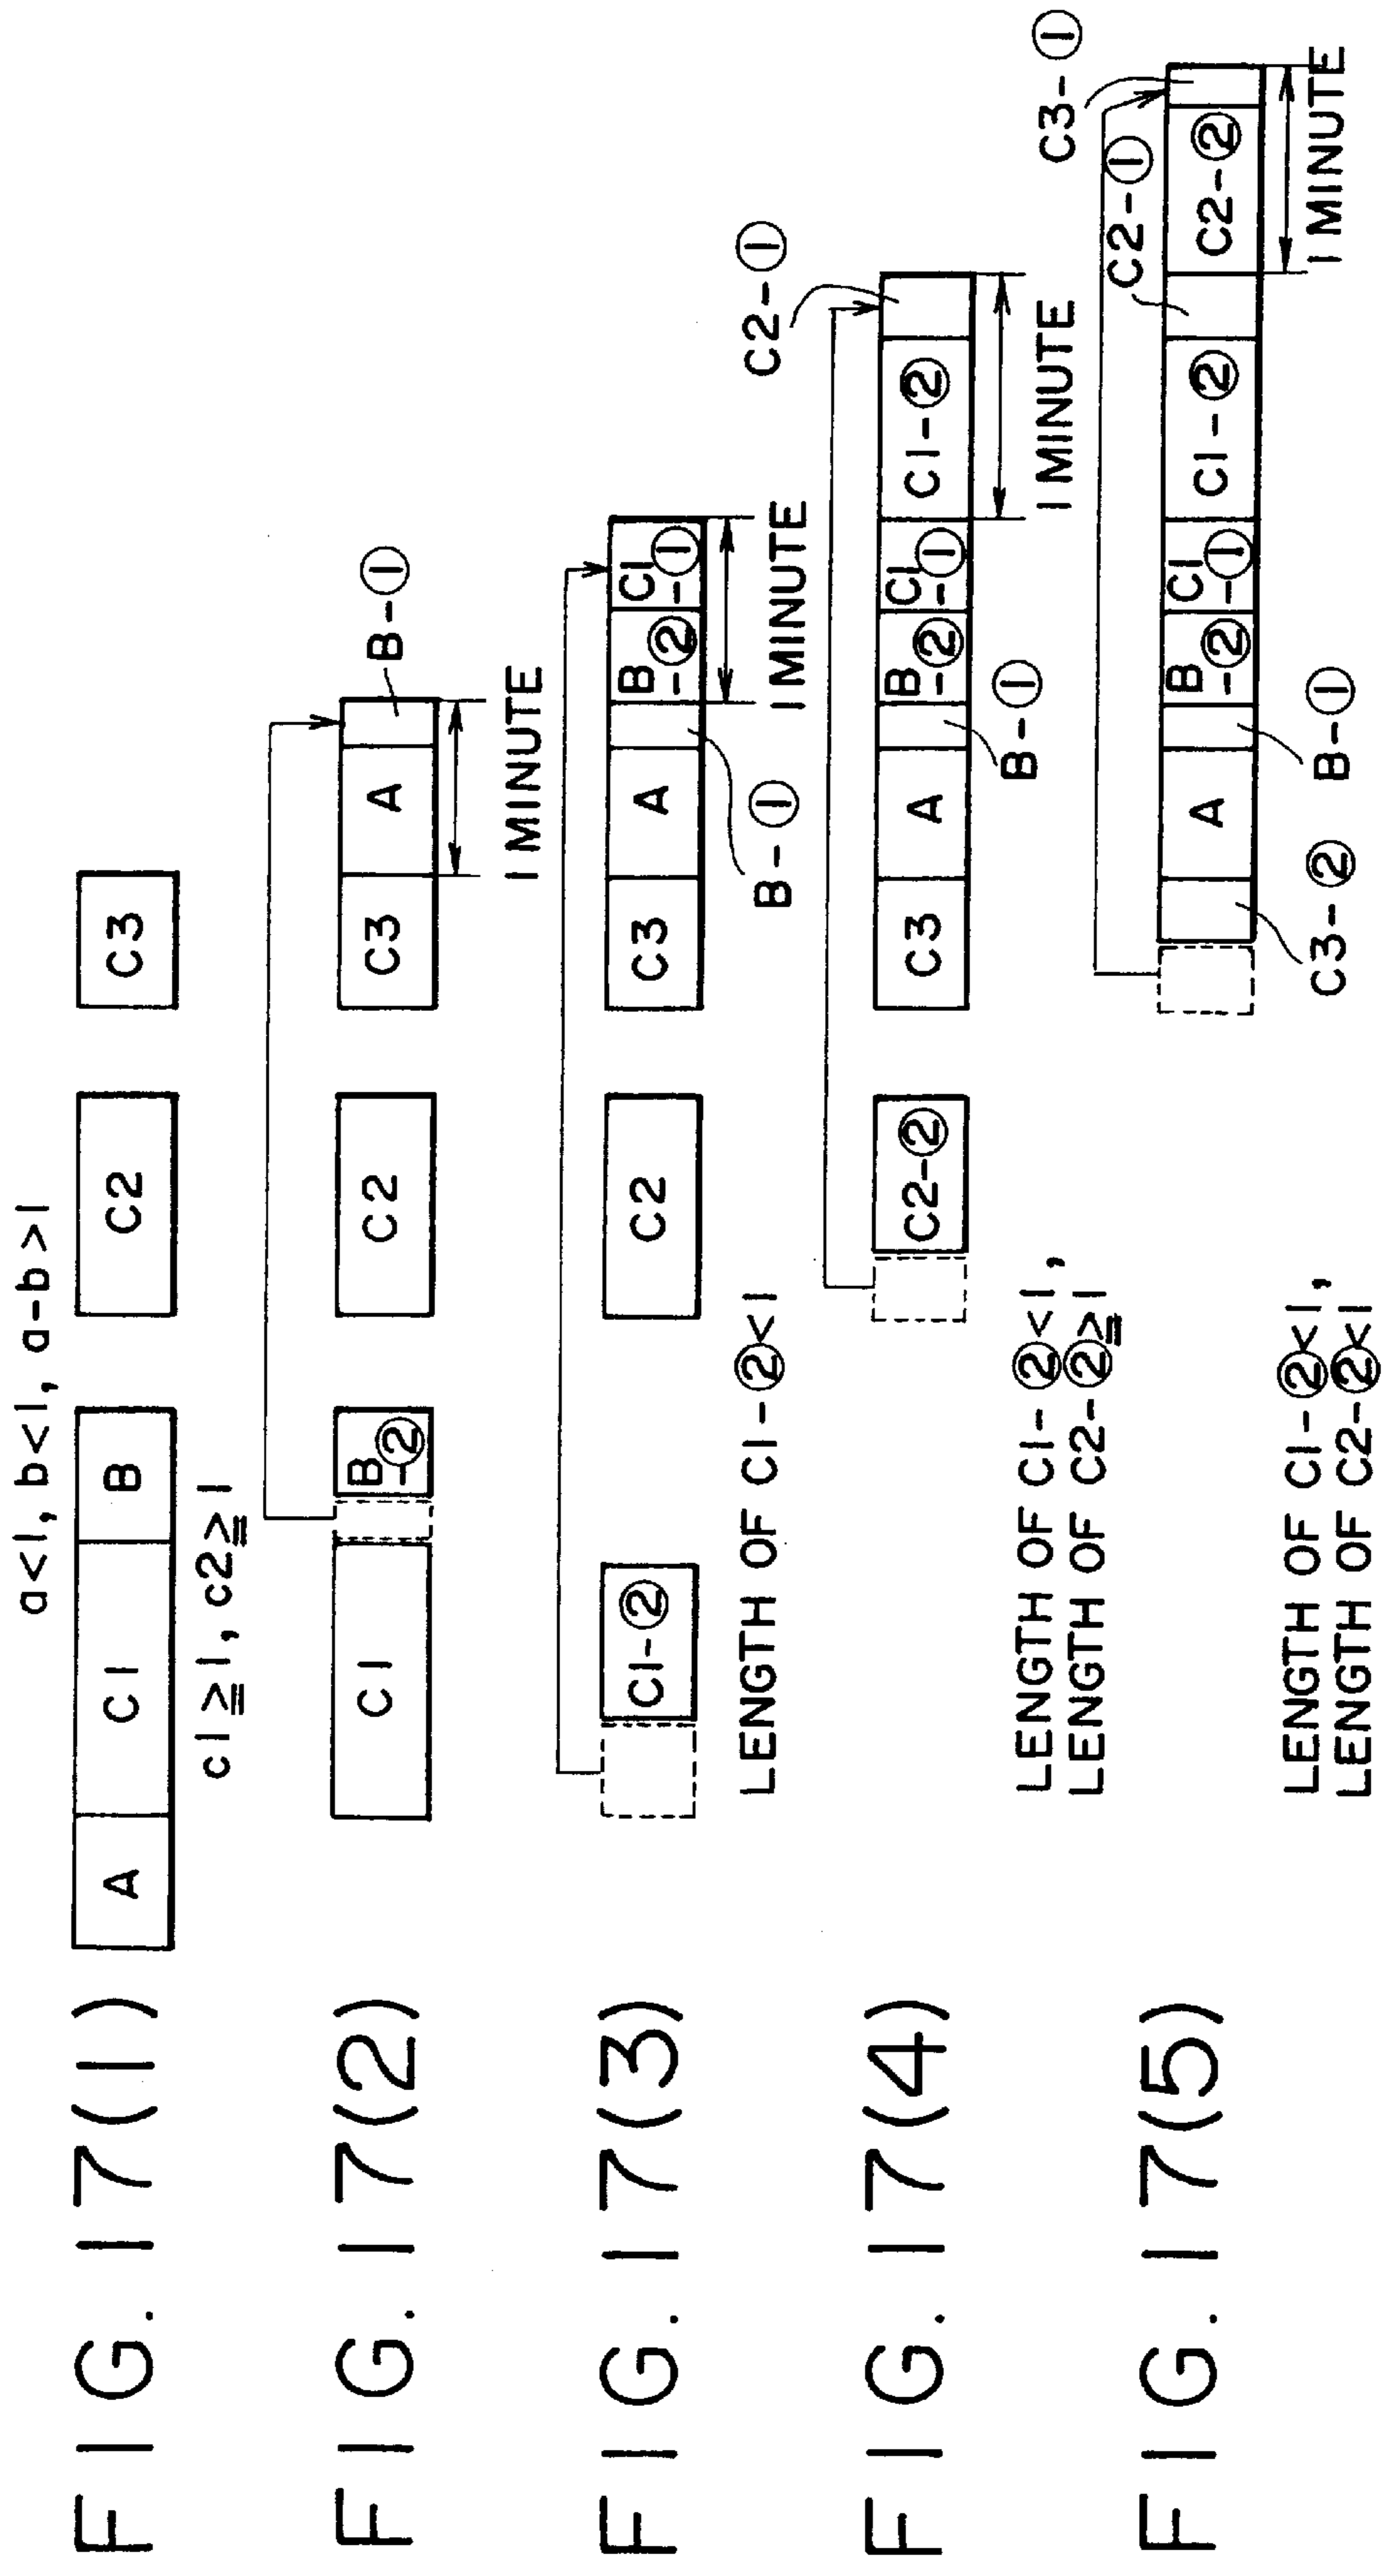 FIG. 17(1)
a<1, b<1, a-b>1
A
C1
B
C2
C3
c1≧1, c2≧1
FIG. 17(2)
C1
B
-②
C2
C3
A
B-①
1 MINUTE
FIG. 17(3)
C1-②
C2
C3
A
B
-②
C1
-①
B-①
1 MINUTE
LENGTH OF C1-②<1
FIG. 17(4)
C2-②
C3
A
B
-②
C1
-①
C1-②
C2-①
B-①
1 MINUTE
LENGTH OF C1-②<1,
LENGTH OF C2-②≧1
FIG. 17(5)
C3-①
C2-①
A
B
-②
C1
-①
C1-②
C2-②
C3-②
B-①
1 MINUTE
LENGTH OF C1-②<1,
LENGTH OF C2-②<1